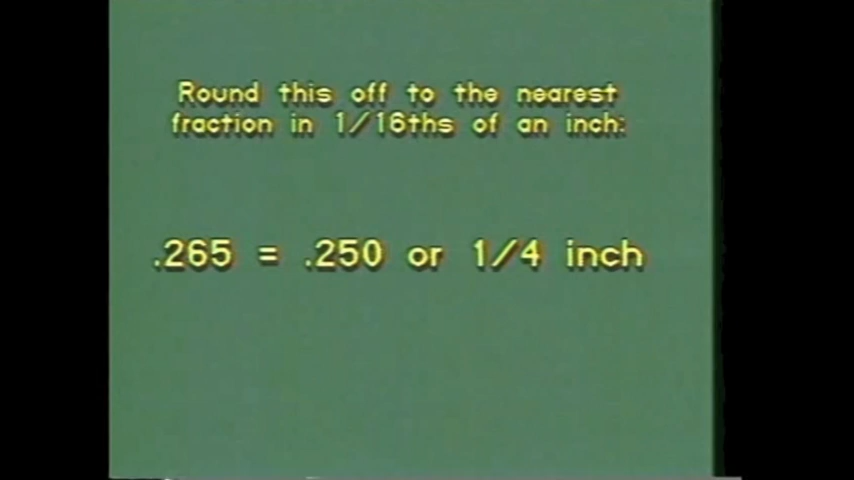 Round this off to the nearest
fraction in 1/16ths of an inch:
.265 = .250 or 1/4 inch